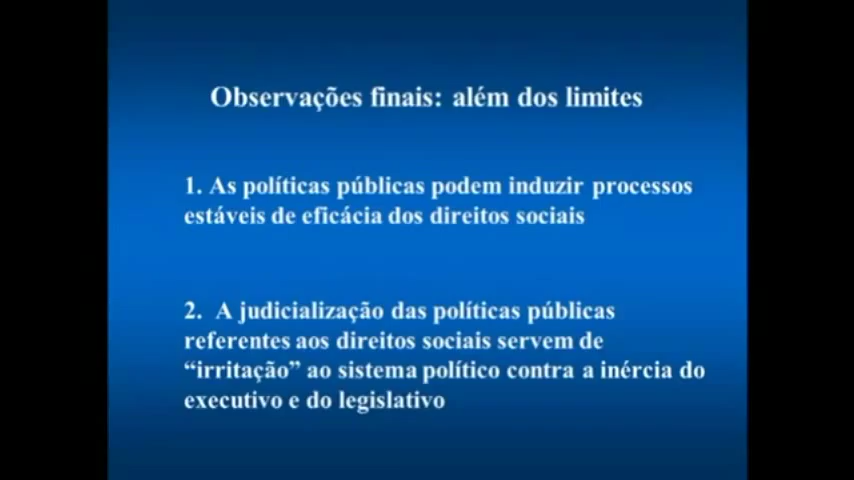 Observações finais: além dos limites
1. As políticas públicas podem induzir processos
estáveis de eficácia dos direitos sociais
2. A judicialização das políticas públicas
referentes aos direitos sociais servem de
“irritação” ao sistema político contra a inércia do
executivo e do legislativo